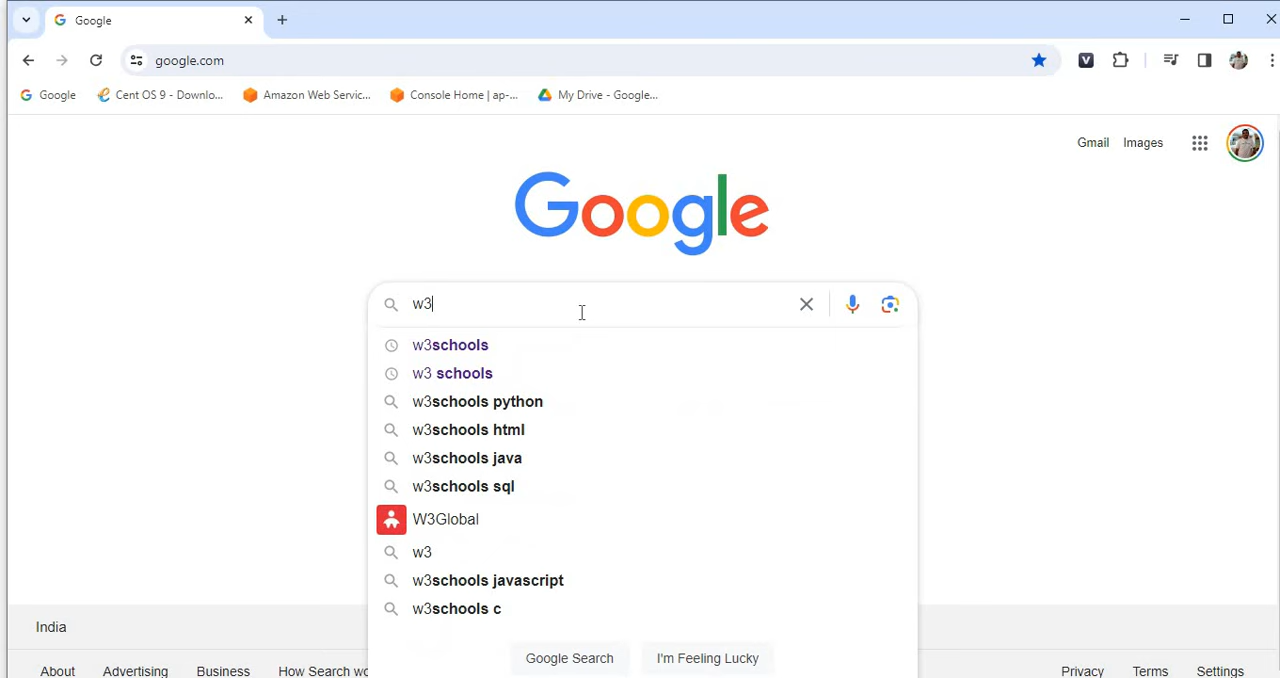 Google
google.com
Google
Cent OS 9 - Downlo...
Amazon Web Servic...
Console Home | ap-...
My Drive - Google...
Gmail
Images
Google
w3
w3schools
w3 schools
w3schools python
w3schools html
w3schools java
w3schools sql
W3Global
w3
w3schools javascript
w3schools c
Google Search
I'm Feeling Lucky
India
About
Advertising
Business
How Search wo
Privacy
Terms
Settings